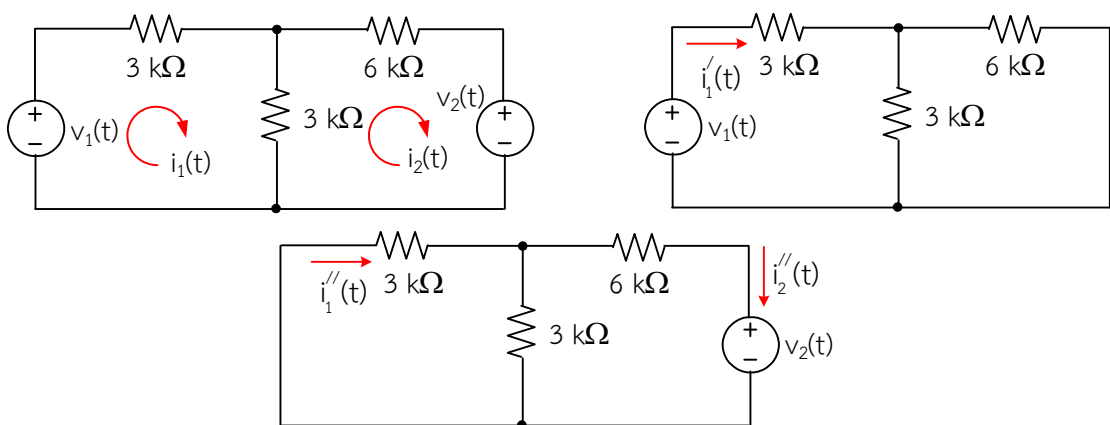 3 kΩ
6 kΩ
+
−
v₁(t)
3 kΩ
v₂(t)
+
−
i₁(t)
i₂(t)
i₁′(t)
3 kΩ
6 kΩ
+
−
v₁(t)
3 kΩ
i₁″(t)
3 kΩ
6 kΩ
i₂″(t)
3 kΩ
+
−
v₂(t)